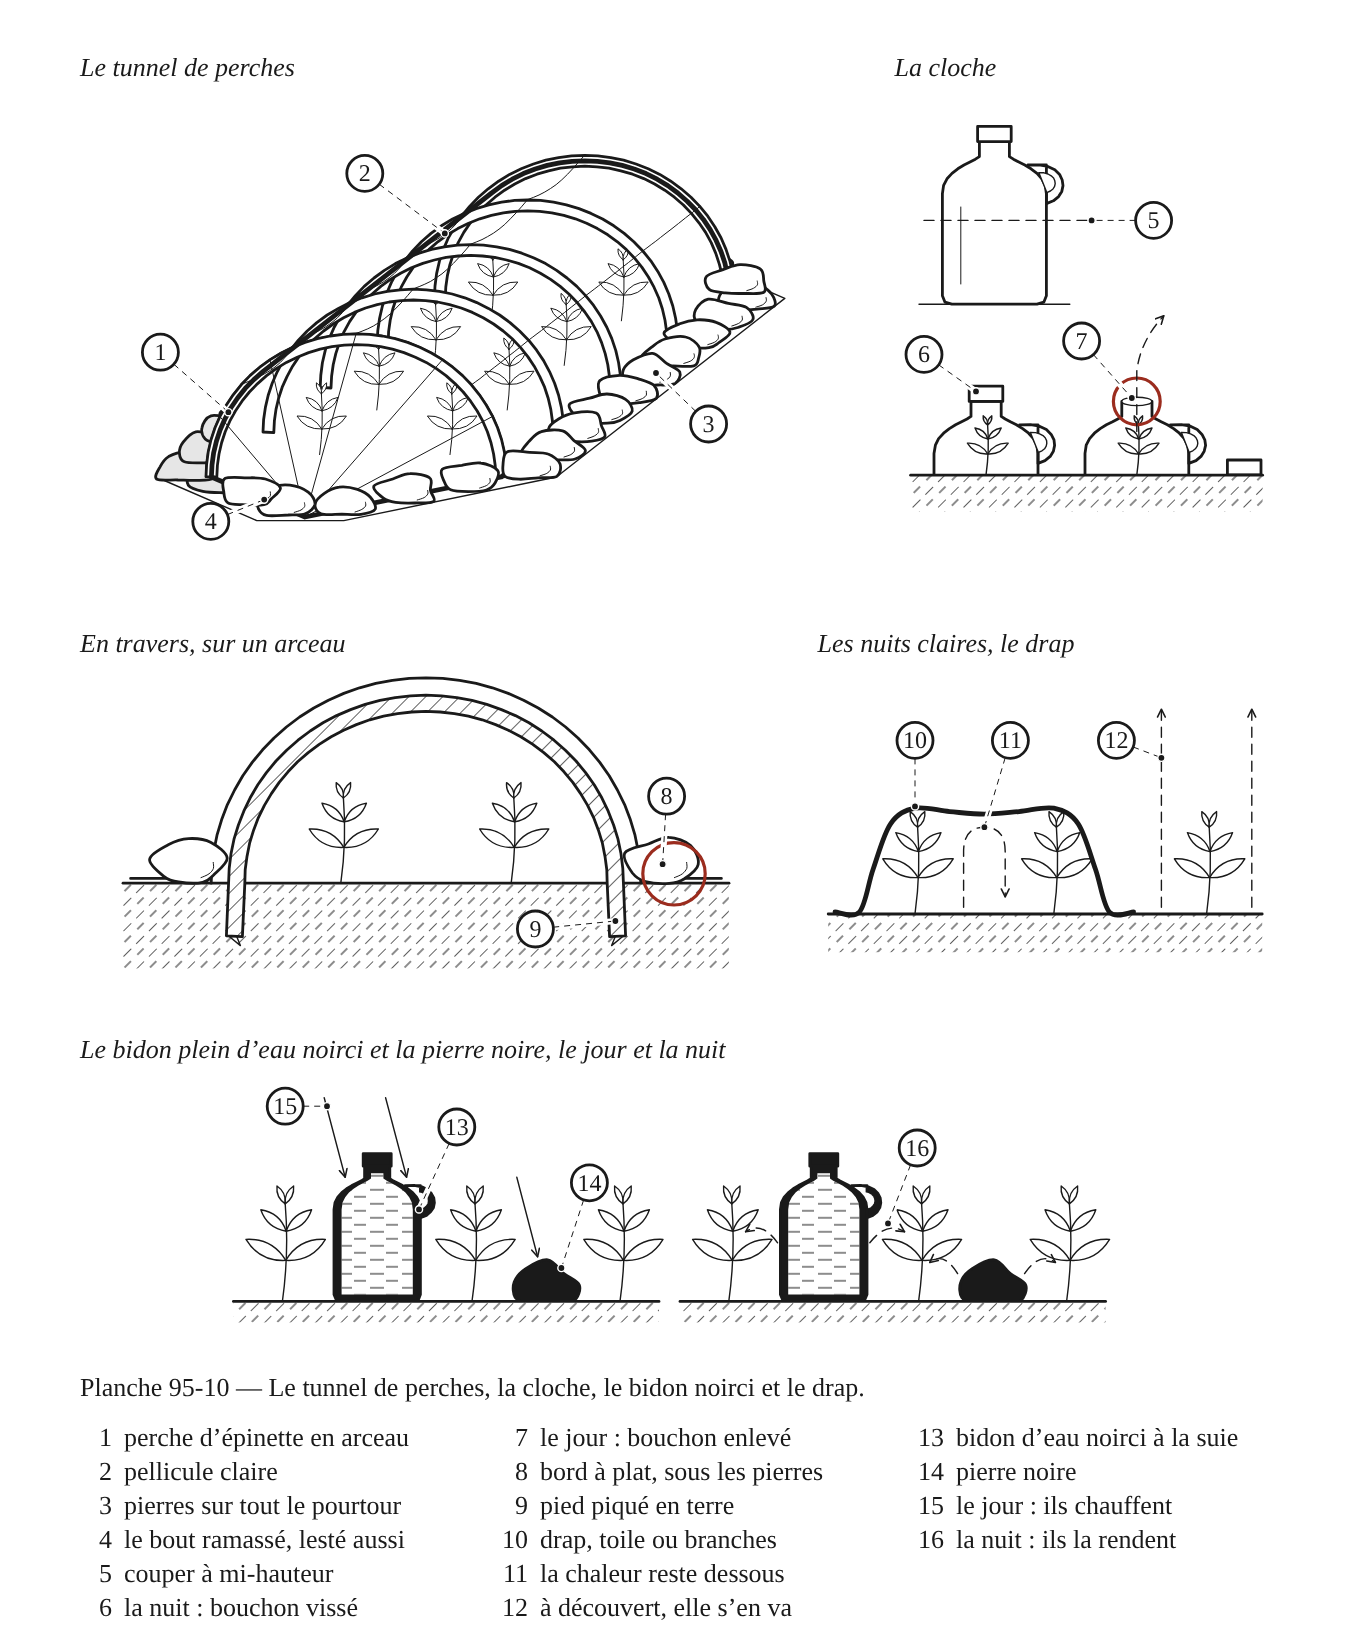 Le tunnel de perches
La cloche
2
5
1
7
6
3
4
En travers, sur un arceau
Les nuits claires, le drap
10
11
12
8
9
Le bidon plein d’eau noirci et la pierre noire, le jour et la nuit
15
13
16
14
Planche 95-10 — Le tunnel de perches, la cloche, le bidon noirci et le drap.
1 perche d’épinette en arceau
2 pellicule claire
3 pierres sur tout le pourtour
4 le bout ramassé, lesté aussi
5 couper à mi-hauteur
6 la nuit : bouchon vissé
7 le jour : bouchon enlevé
8 bord à plat, sous les pierres
9 pied piqué en terre
10 drap, toile ou branches
11 la chaleur reste dessous
12 à découvert, elle s’en va
13 bidon d’eau noirci à la suie
14 pierre noire
15 le jour : ils chauffent
16 la nuit : ils la rendent